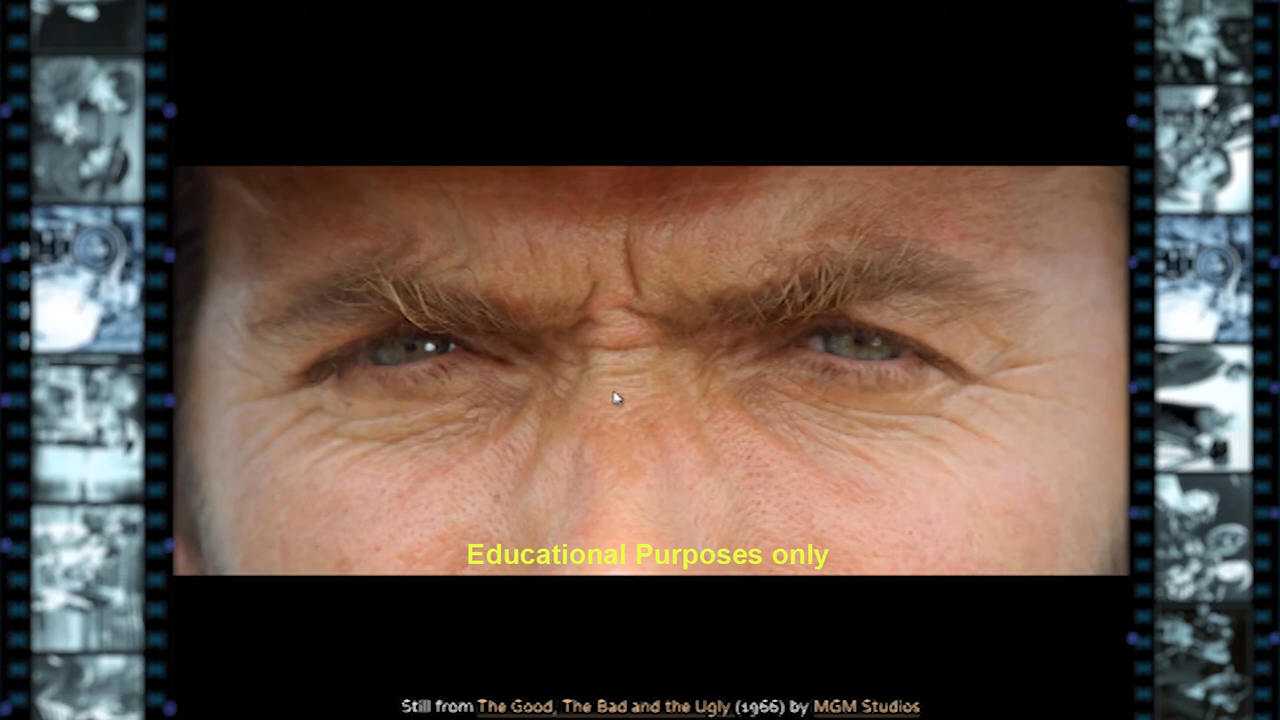 Educational Purposes only
Still from The Good, The Bad and the Ugly (1966) by MGM Studios